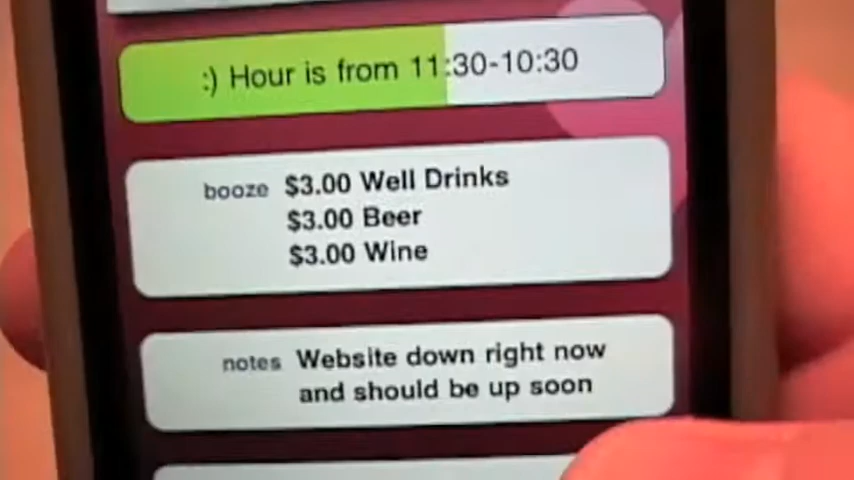 :) Hour is from 11:30-10:30
booze $3.00 Well Drinks
$3.00 Beer
$3.00 Wine
notes Website down right now
and should be up soon